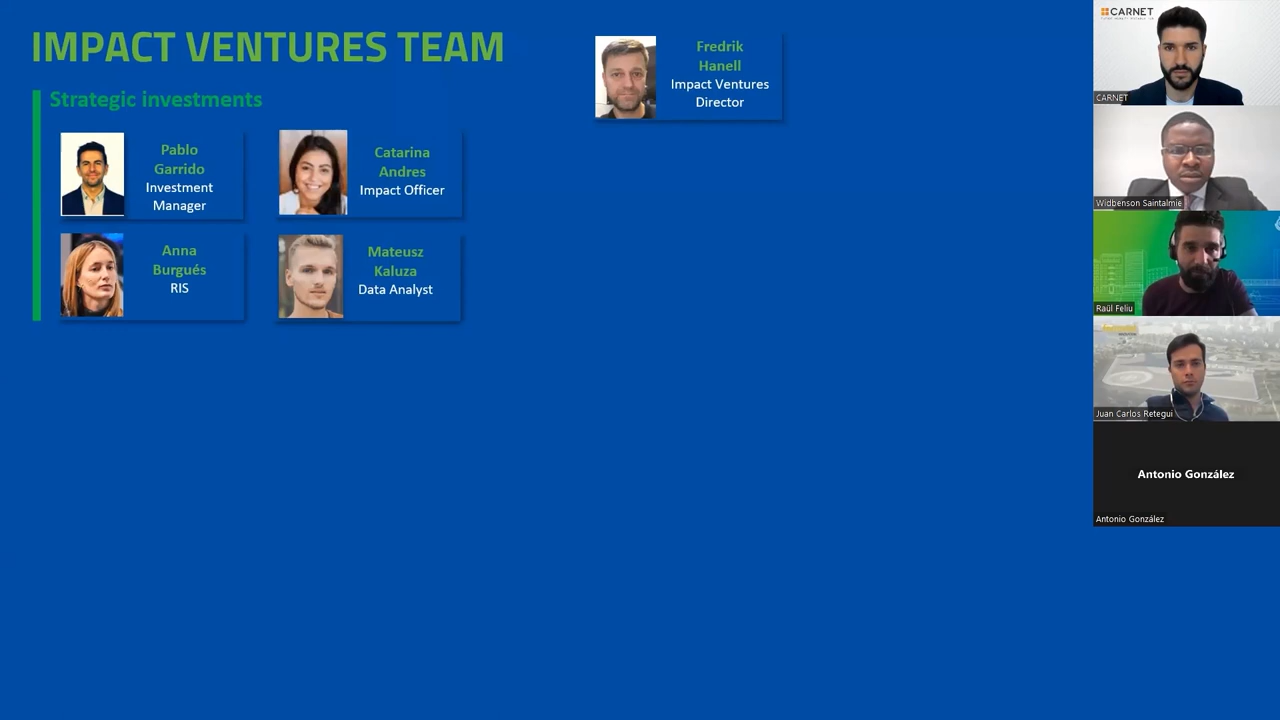 IMPACT VENTURES TEAM
Fredrik
Hanell
Impact Ventures
Director
Strategic investments
Pablo
Garrido
Investment
Manager
Catarina
Andres
Impact Officer
Anna
Burgués
RIS
Mateusz
Kaluza
Data Analyst
CARNET
CARNET
Widbenson Saintalmie
Raül Feliu
Juan Carlos Retegui
Antonio González
Antonio González